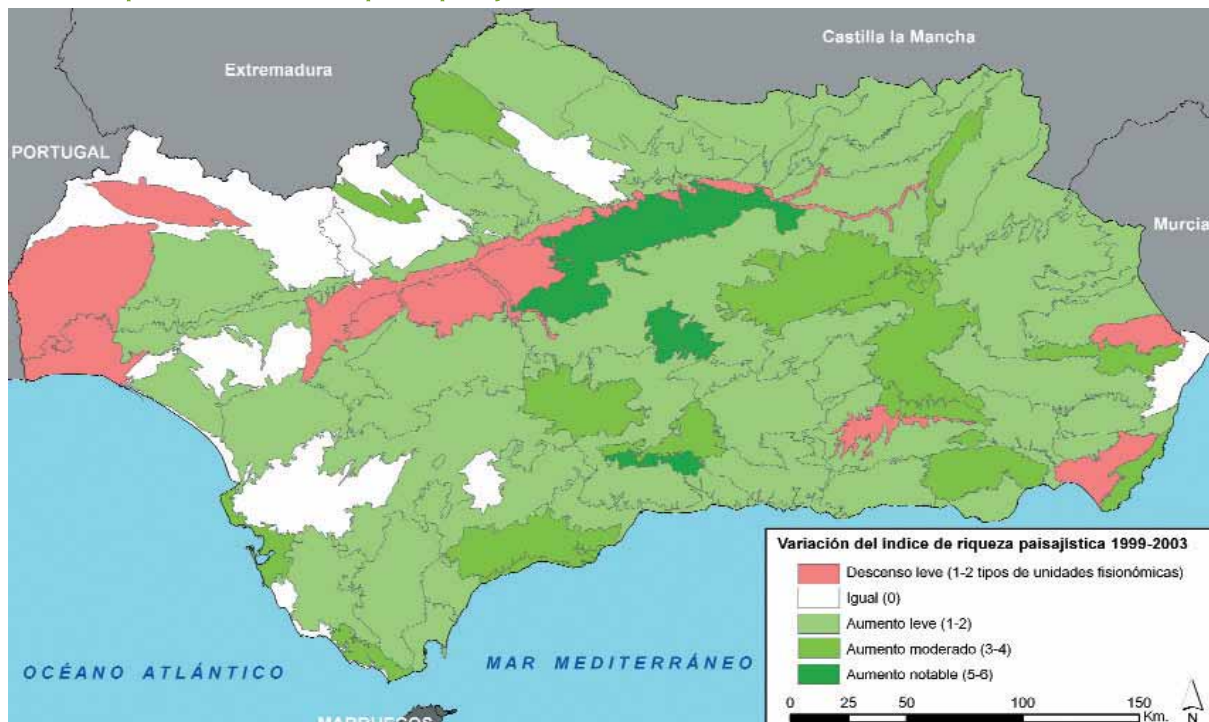 Castilla la Mancha
Extremadura
PORTUGAL
Murcia
Variación del índice de riqueza paisajística 1999-2003
Descenso leve (1-2 tipos de unidades fisionómicas)
Igual (0)
Aumento leve (1-2)
Aumento moderado (3-4)
Aumento notable (5-6)
OCÉANO ATLÁNTICO
MAR MEDITERRÁNEO
0 25 50 100 150
Km.
N
MARRUECOS